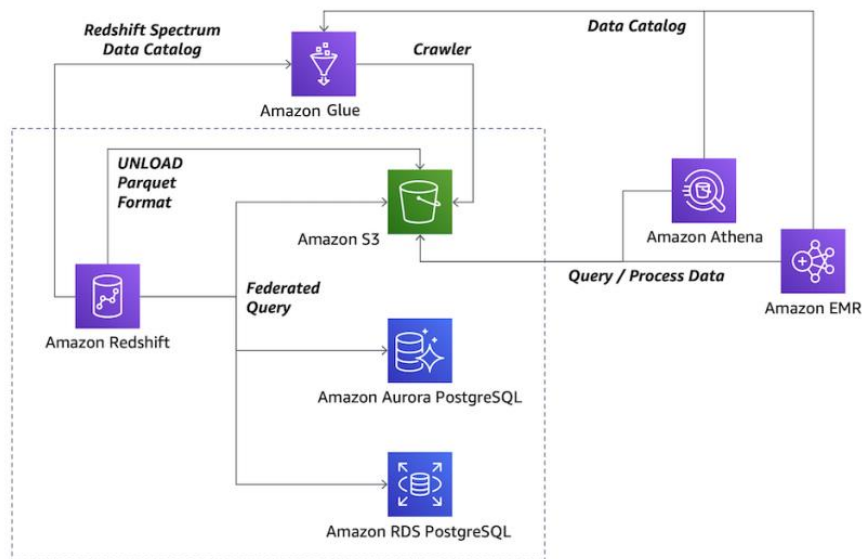 Redshift Spectrum
Data Catalog
Crawler
Data Catalog
Amazon Glue
UNLOAD
Parquet
Format
Amazon S3
Amazon Athena
Federated
Query
Query / Process Data
Amazon EMR
Amazon Redshift
Amazon Aurora PostgreSQL
Amazon RDS PostgreSQL